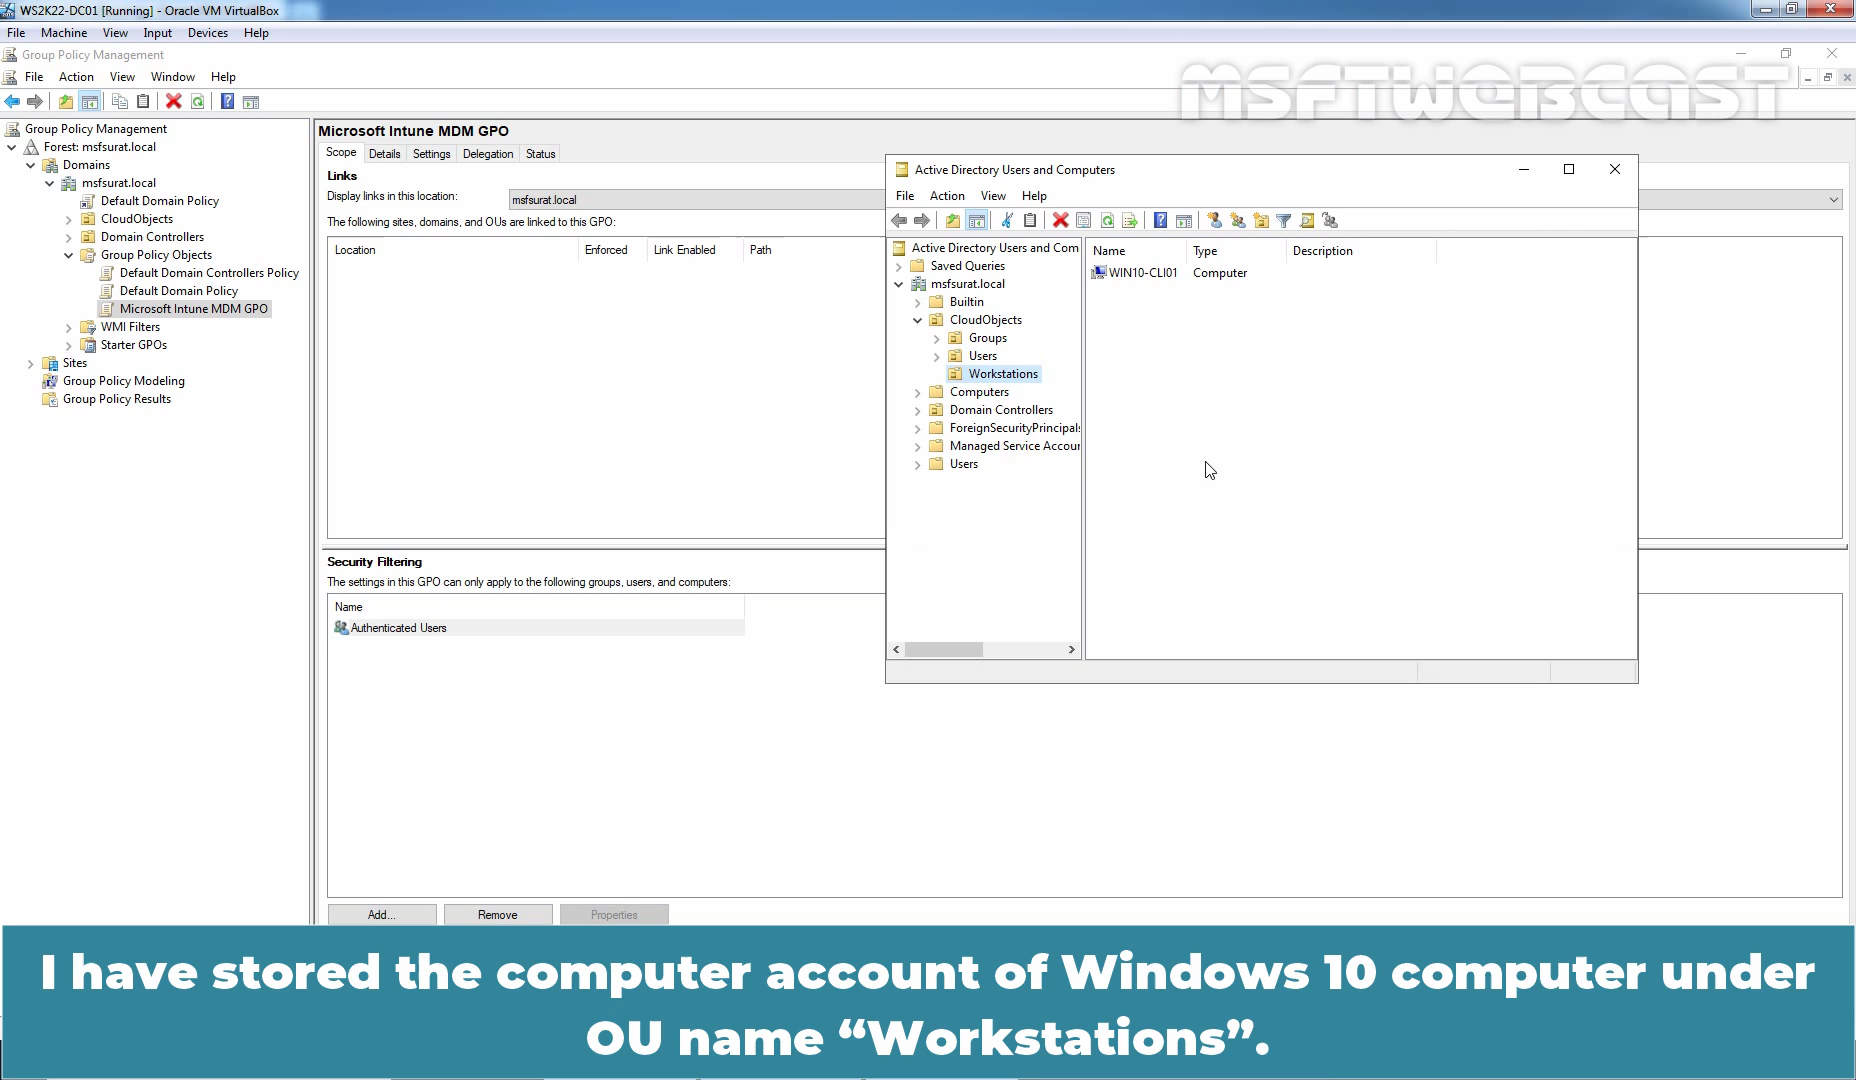 WS2K22-DC01 [Running] - Oracle VM VirtualBox
File Machine View Input Devices Help
Group Policy Management
File Action View Window Help
MSFTWEBCAST
Group Policy Management
Forest: msfsurat.local
Domains
msfsurat.local
Default Domain Policy
CloudObjects
Domain Controllers
Group Policy Objects
Default Domain Controllers Policy
Default Domain Policy
Microsoft Intune MDM GPO
WMI Filters
Starter GPOs
Sites
Group Policy Modeling
Group Policy Results
Microsoft Intune MDM GPO
Scope Details Settings Delegation Status
Links
Display links in this location: msfsurat.local
The following sites, domains, and OUs are linked to this GPO:
Location Enforced Link Enabled Path
Security Filtering
The settings in this GPO can only apply to the following groups, users, and computers:
Name
Authenticated Users
Add... Remove Properties
Active Directory Users and Computers
File Action View Help
Active Directory Users and Com
Saved Queries
msfsurat.local
Builtin
CloudObjects
Groups
Users
Workstations
Computers
Domain Controllers
ForeignSecurityPrincipals
Managed Service Accour
Users
Name Type Description
WIN10-CLI01 Computer
I have stored the computer account of Windows 10 computer under
OU name “Workstations”.